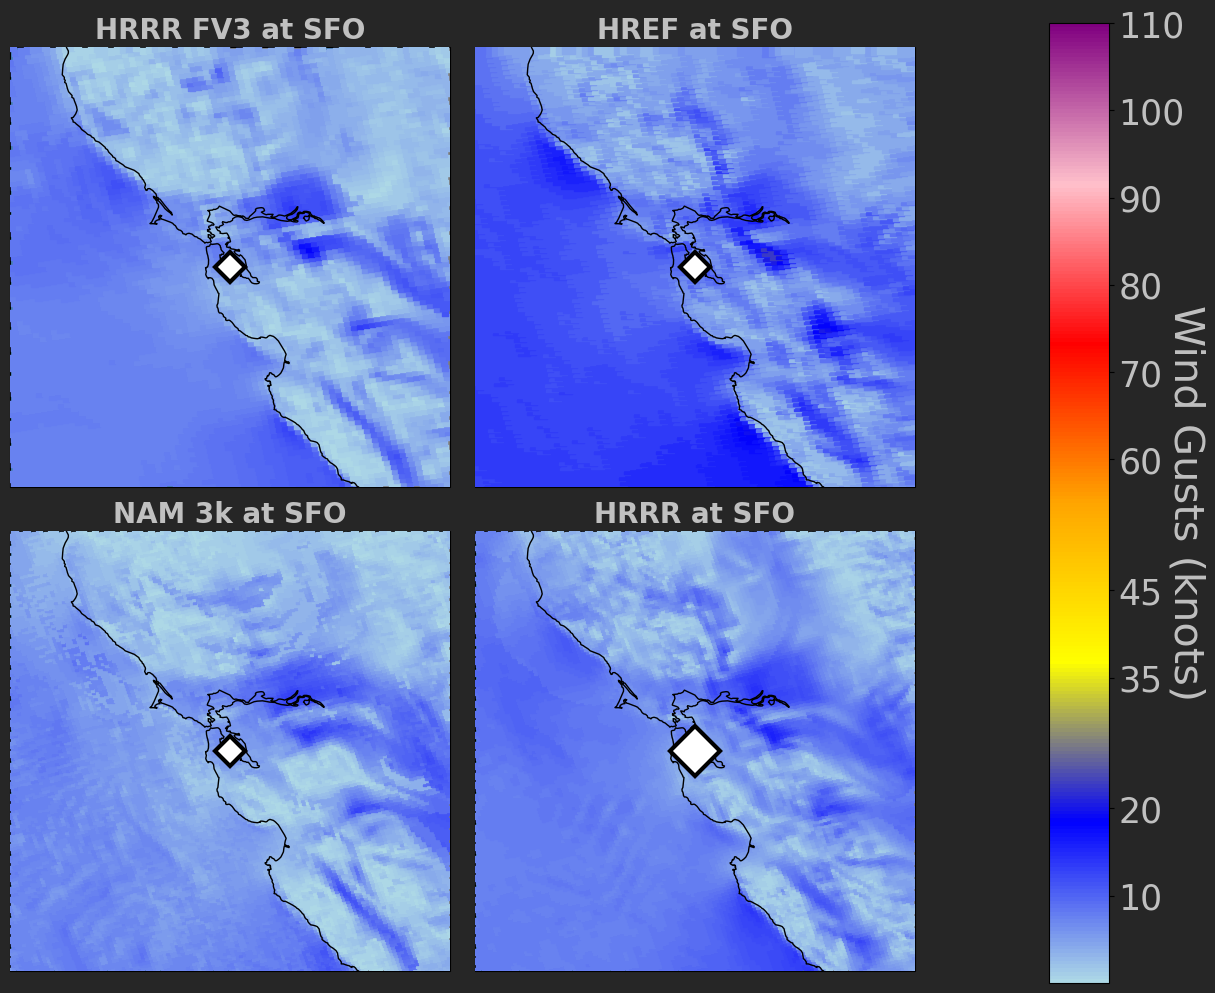 HRRR FV3 at SFO
HREF at SFO
NAM 3k at SFO
HRRR at SFO
110
100
90
80
70
60
45
35
20
10
Wind Gusts (knots)